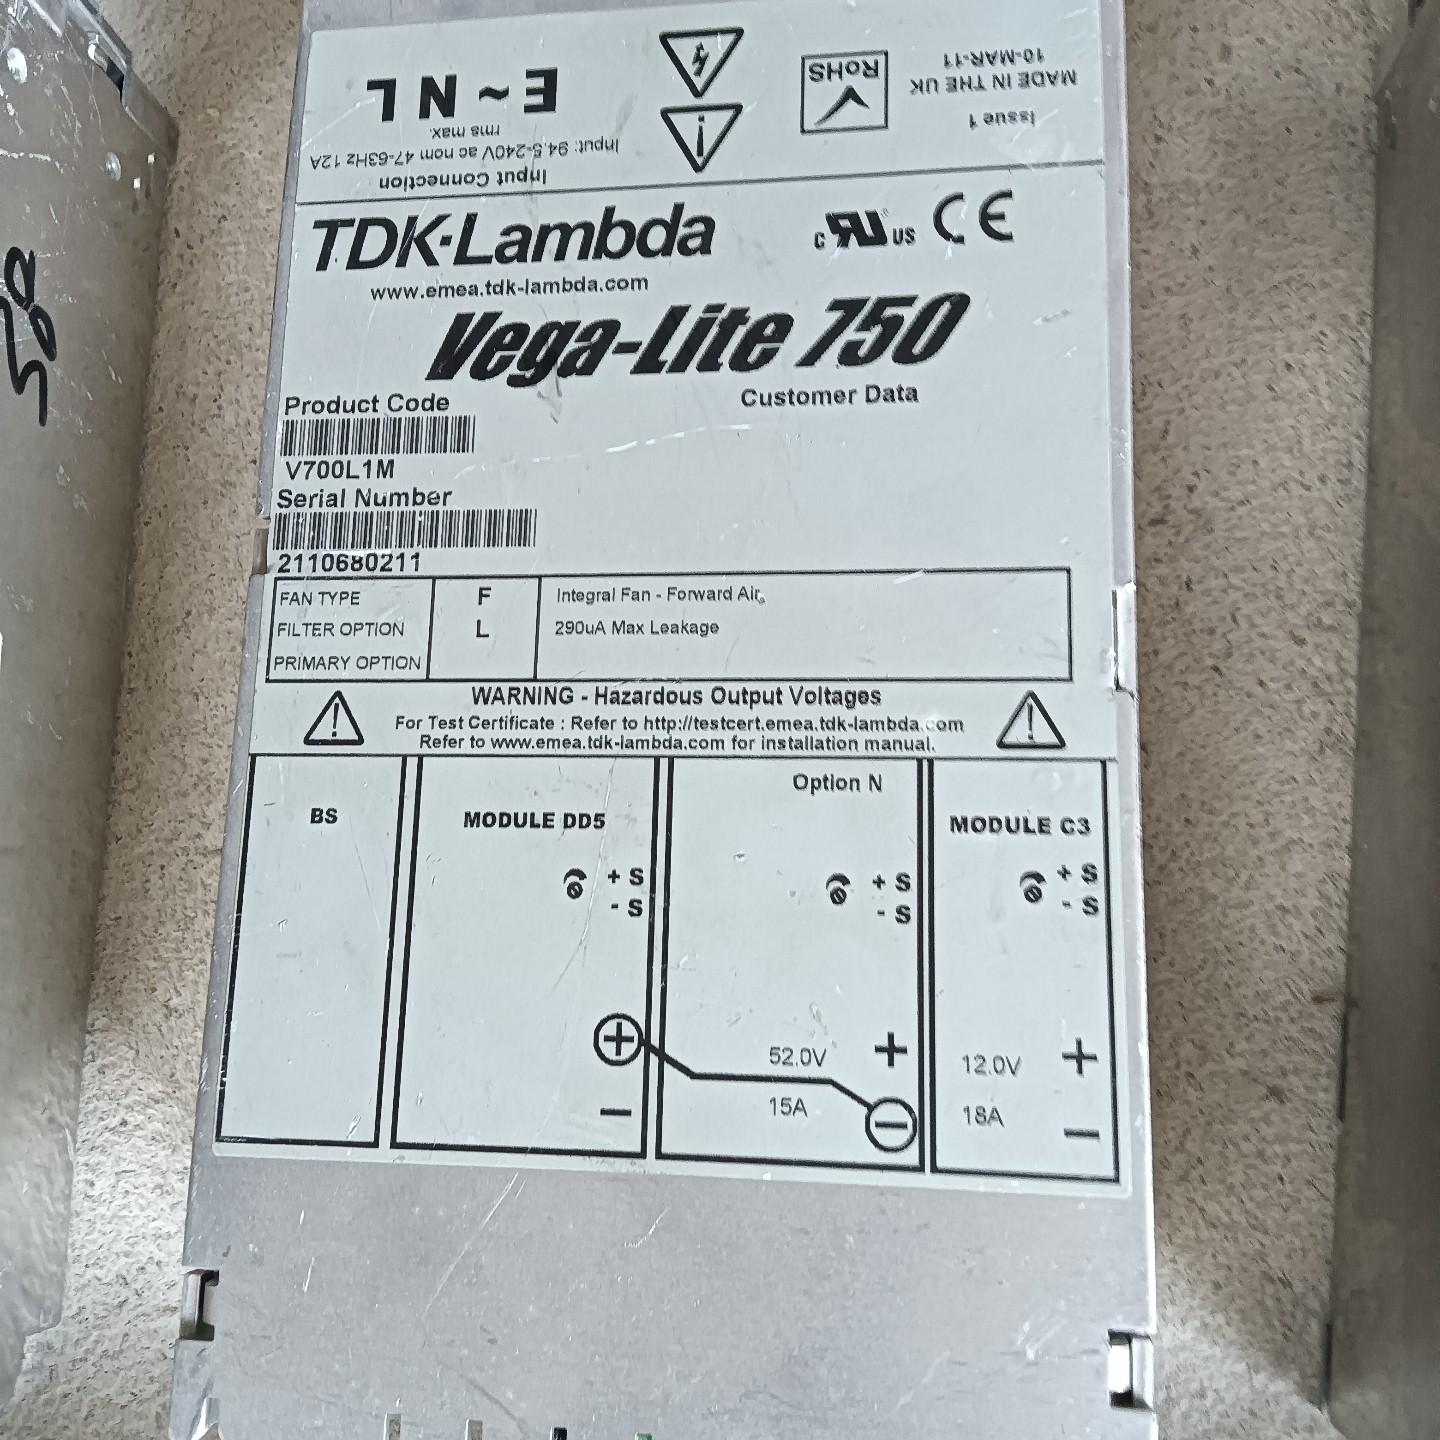 Issue 1
MADE IN THE UK
10-MAR-11
RoHS
E ~ N L
Input Connection
Input: 94.5-240V ac nom 47-63Hz 12A
rms max.
TDK-Lambda
www.emea.tdk-lambda.com
c RU US CE
Vega-Lite 750
Product Code
Customer Data
V700L1M
Serial Number
2110680211
FAN TYPE F Integral Fan - Forward Air.
FILTER OPTION L 290uA Max Leakage
PRIMARY OPTION
WARNING - Hazardous Output Voltages
For Test Certificate : Refer to http://testcert.emea.tdk-lambda.com
Refer to www.emea.tdk-lambda.com for installation manual.
BS
MODULE DD5
+ S
- S
+
-
Option N
+ S
- S
52.0V +
15A -
MODULE C3
+ S
- S
12.0V +
18A -